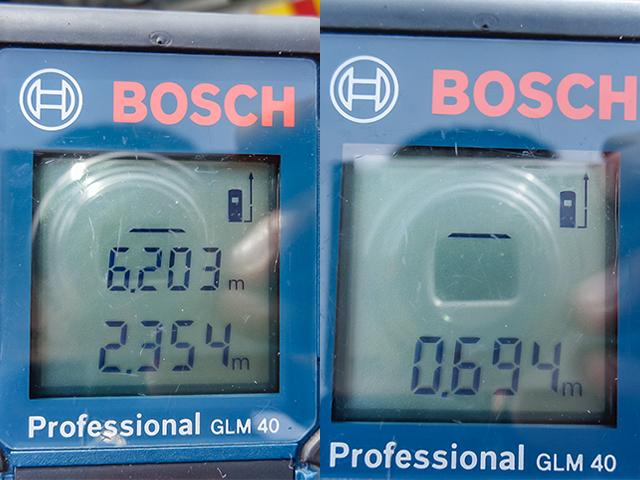 BOSCH
6.203 m
2.354 m
Professional GLM 40
BOSCH
0.694 m
Professional GLM 40